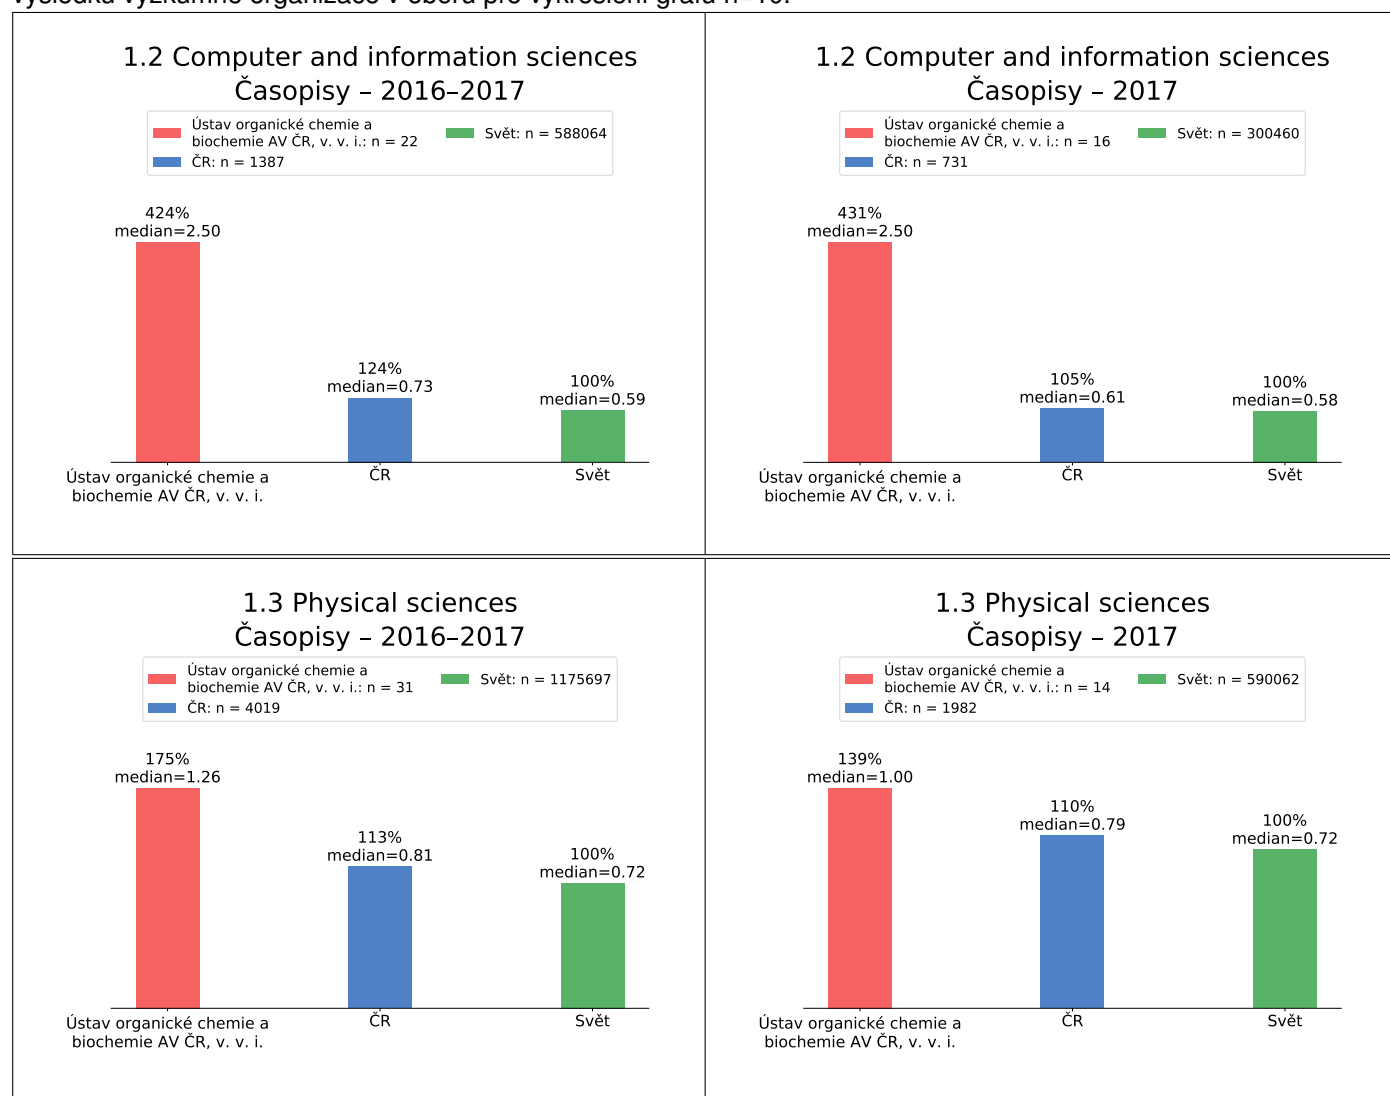 výsledků výzkumné organizace v oboru pro vykreslení grafu n=10.
1.2 Computer and information sciences
Časopisy – 2016–2017
Ústav organické chemie a
biochemie AV ČR, v. v. i.: n = 22
ČR: n = 1387
Svět: n = 588064
424%
median=2.50
124%
median=0.73
100%
median=0.59
Ústav organické chemie a
biochemie AV ČR, v. v. i.
ČR
Svět
1.2 Computer and information sciences
Časopisy – 2017
Ústav organické chemie a
biochemie AV ČR, v. v. i.: n = 16
ČR: n = 731
Svět: n = 300460
431%
median=2.50
105%
median=0.61
100%
median=0.58
Ústav organické chemie a
biochemie AV ČR, v. v. i.
ČR
Svět
1.3 Physical sciences
Časopisy – 2016–2017
Ústav organické chemie a
biochemie AV ČR, v. v. i.: n = 31
ČR: n = 4019
Svět: n = 1175697
175%
median=1.26
113%
median=0.81
100%
median=0.72
Ústav organické chemie a
biochemie AV ČR, v. v. i.
ČR
Svět
1.3 Physical sciences
Časopisy – 2017
Ústav organické chemie a
biochemie AV ČR, v. v. i.: n = 14
ČR: n = 1982
Svět: n = 590062
139%
median=1.00
110%
median=0.79
100%
median=0.72
Ústav organické chemie a
biochemie AV ČR, v. v. i.
ČR
Svět